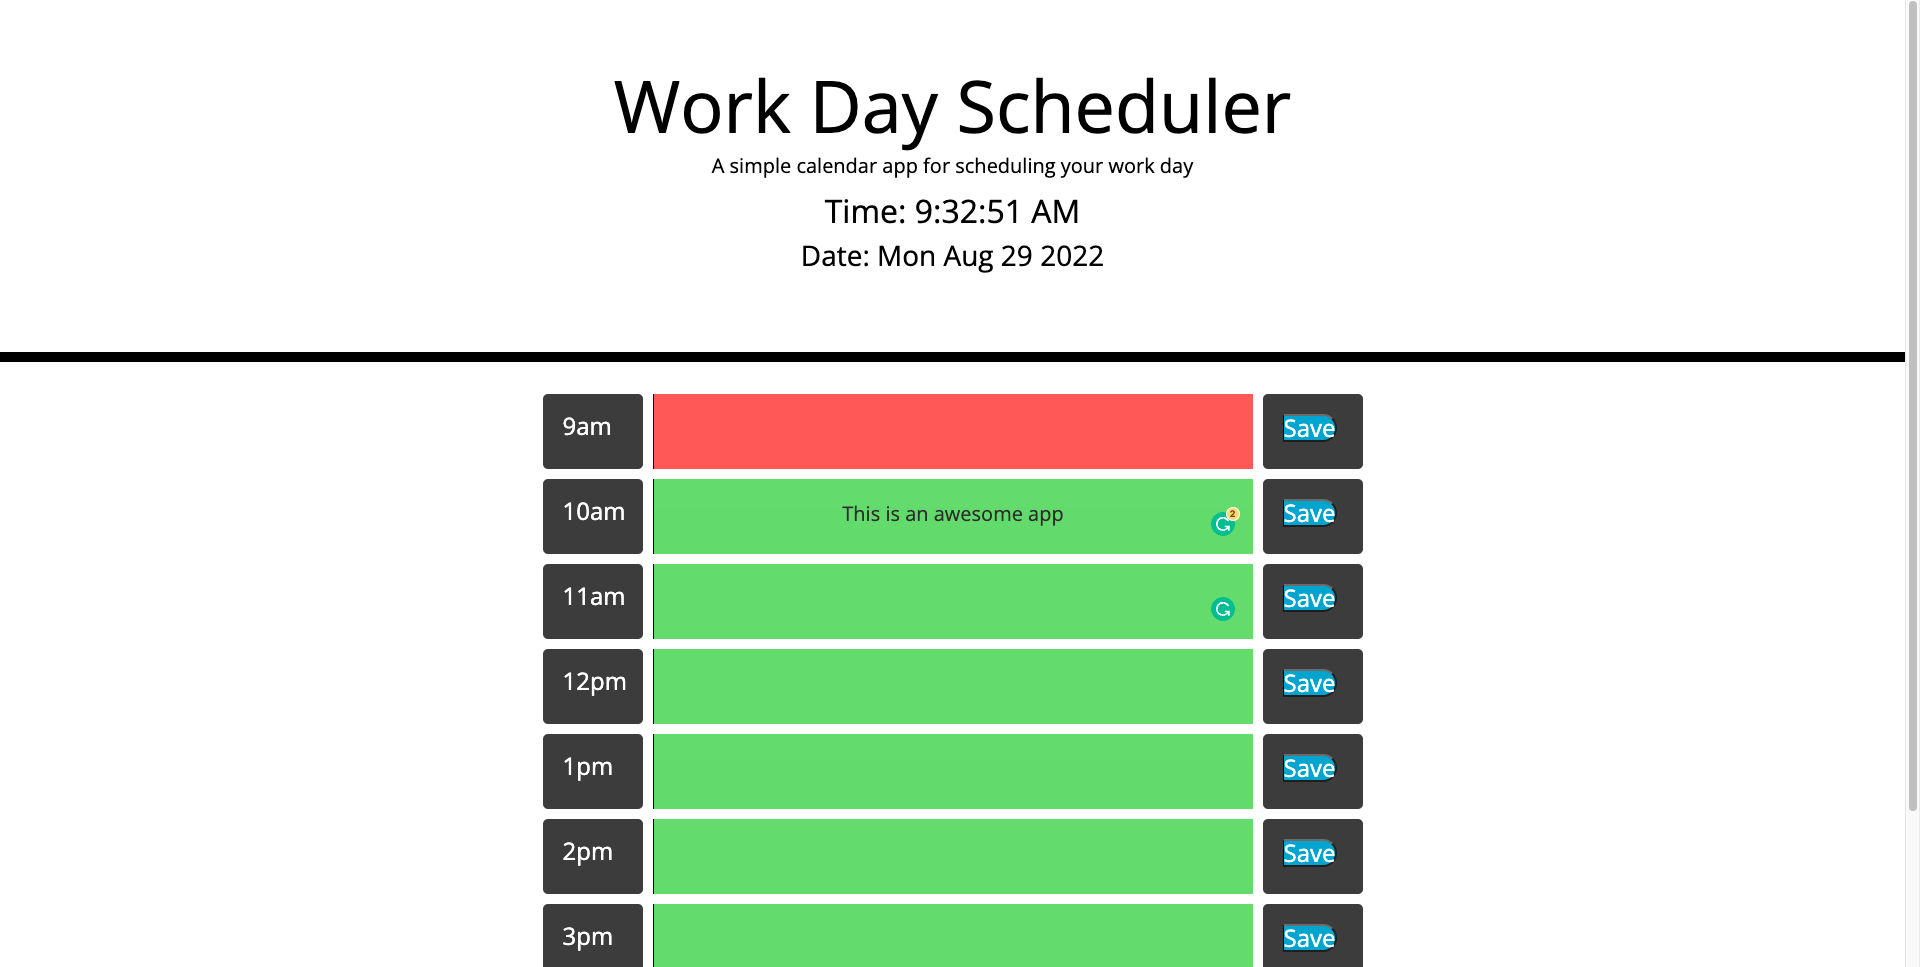 Work Day Scheduler
A simple calendar app for scheduling your work day
Time: 9:32:51 AM
Date: Mon Aug 29 2022
9am Save
10am This is an awesome app 2 Save
11am Save
12pm Save
1pm Save
2pm Save
3pm Save